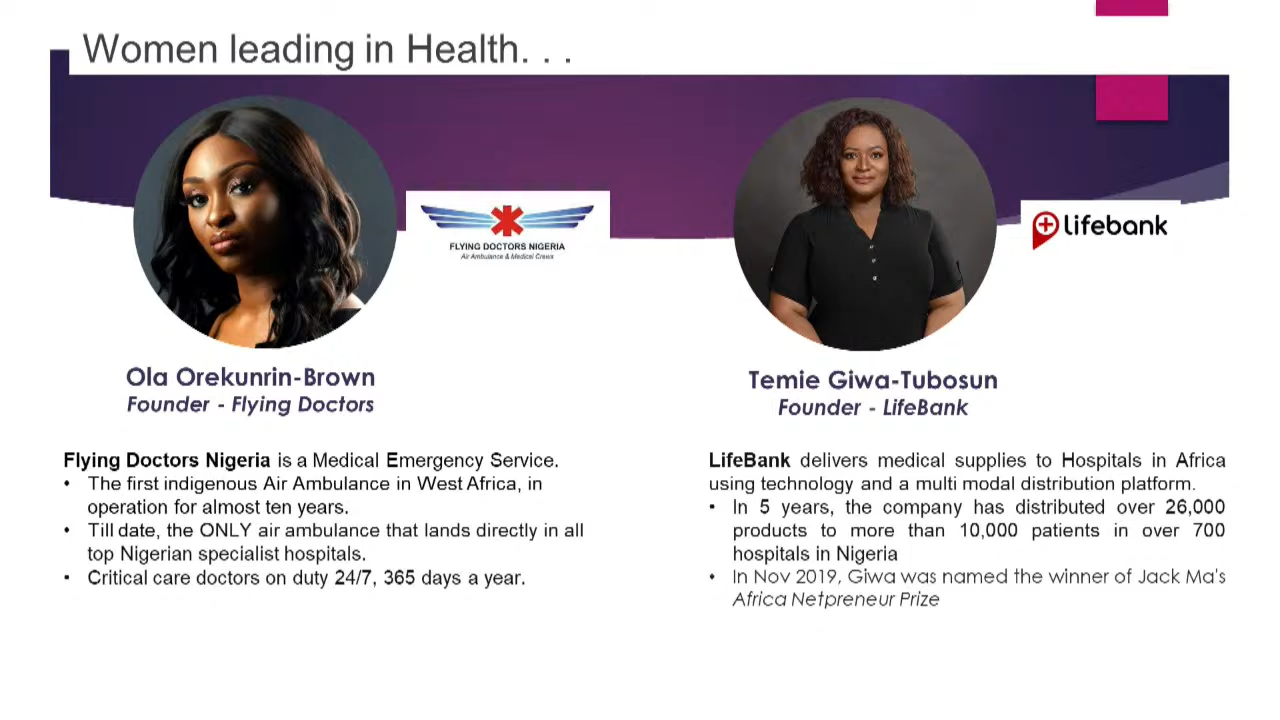 Women leading in Health. . .
FLYING DOCTORS NIGERIA
Air Ambulance & Medical Crews
lifebank
Ola Orekunrin-Brown
Founder - Flying Doctors
Flying Doctors Nigeria is a Medical Emergency Service.
• The first indigenous Air Ambulance in West Africa, in
operation for almost ten years.
• Till date, the ONLY air ambulance that lands directly in all
top Nigerian specialist hospitals.
• Critical care doctors on duty 24/7, 365 days a year.
Temie Giwa-Tubosun
Founder - LifeBank
LifeBank delivers medical supplies to Hospitals in Africa
using technology and a multi modal distribution platform.
• In 5 years, the company has distributed over 26,000
products to more than 10,000 patients in over 700
hospitals in Nigeria
• In Nov 2019, Giwa was named the winner of Jack Ma's
Africa Netpreneur Prize